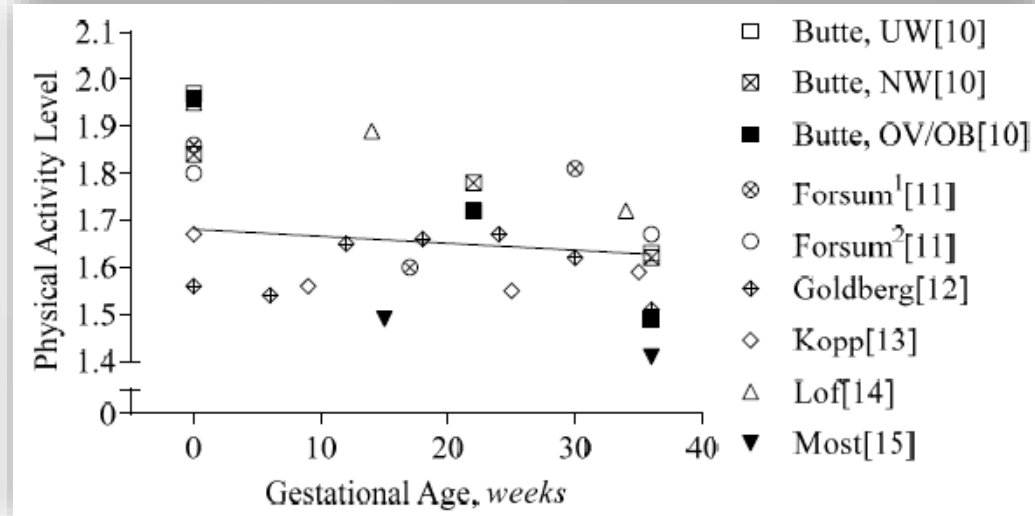 2.1
2.0
1.9
1.8
1.7
1.6
1.5
1.4
0
Physical Activity Level
0 10 20 30 40
Gestational Age, weeks
Butte, UW[10]
Butte, NW[10]
Butte, OV/OB[10]
Forsum¹[11]
Forsum²[11]
Goldberg[12]
Kopp[13]
Lof[14]
Most[15]